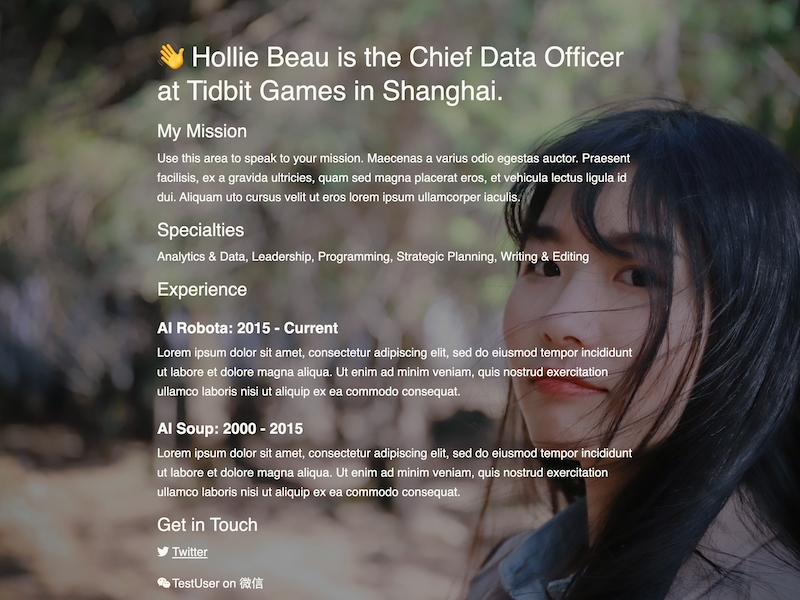 👋 Hollie Beau is the Chief Data Officer
at Tidbit Games in Shanghai.
My Mission
Use this area to speak to your mission. Maecenas a varius odio egestas auctor. Praesent
facilisis, ex a gravida ultricies, quam sed magna placerat eros, et vehicula lectus ligula id
dui. Aliquam uto cursus velit ut eros lorem ipsum ullamcorper iaculis.
Specialties
Analytics & Data, Leadership, Programming, Strategic Planning, Writing & Editing
Experience
AI Robota: 2015 - Current
Lorem ipsum dolor sit amet, consectetur adipiscing elit, sed do eiusmod tempor incididunt
ut labore et dolore magna aliqua. Ut enim ad minim veniam, quis nostrud exercitation
ullamco laboris nisi ut aliquip ex ea commodo consequat.
AI Soup: 2000 - 2015
Lorem ipsum dolor sit amet, consectetur adipiscing elit, sed do eiusmod tempor incididunt
ut labore et dolore magna aliqua. Ut enim ad minim veniam, quis nostrud exercitation
ullamco laboris nisi ut aliquip ex ea commodo consequat.
Get in Touch
Twitter
TestUser on 微信